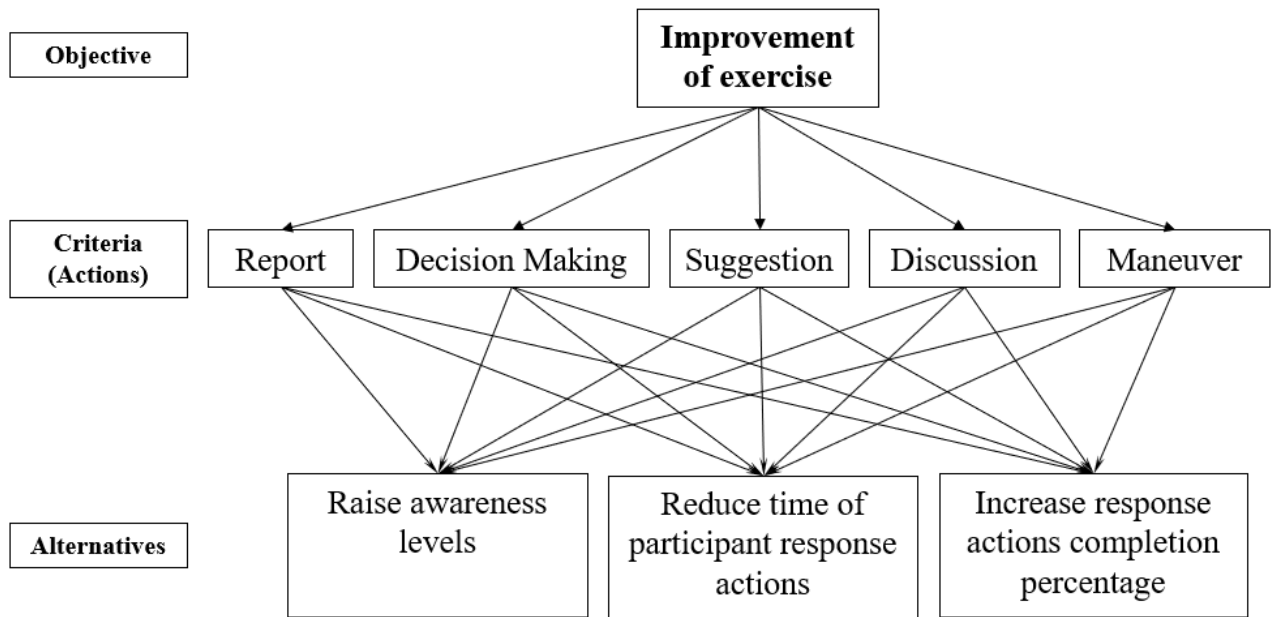 Objective
Improvement
of exercise
Criteria
(Actions)
Report
Decision Making
Suggestion
Discussion
Maneuver
Alternatives
Raise awareness
levels
Reduce time of
participant response
actions
Increase response
actions completion
percentage